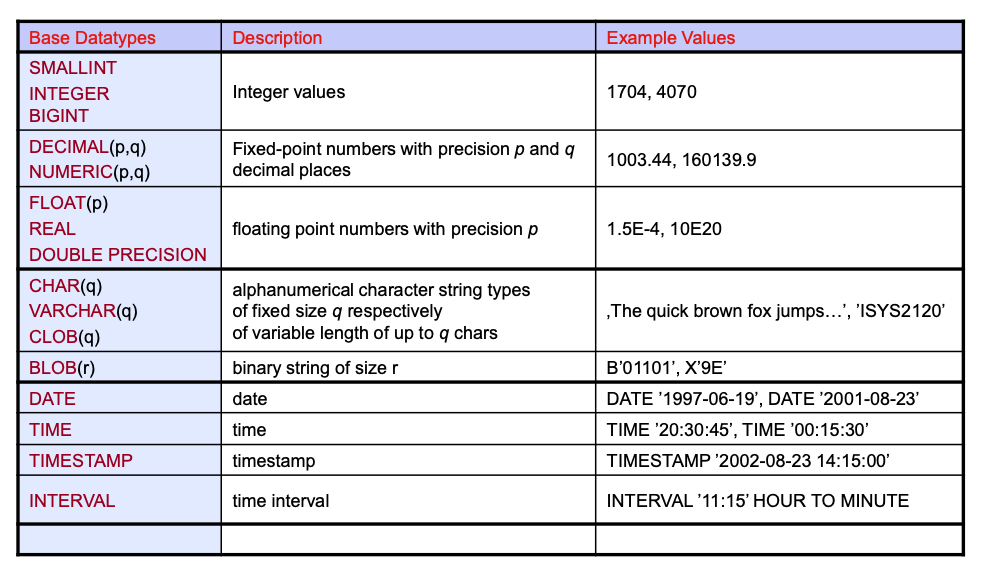 Base Datatypes Description Example Values
SMALLINT
INTEGER
BIGINT
Integer values
1704, 4070
DECIMAL(p,q)
NUMERIC(p,q)
Fixed-point numbers with precision p and q
decimal places
1003.44, 160139.9
FLOAT(p)
REAL
DOUBLE PRECISION
floating point numbers with precision p
1.5E-4, 10E20
CHAR(q)
VARCHAR(q)
CLOB(q)
alphanumerical character string types
of fixed size q respectively
of variable length of up to q chars
‚The quick brown fox jumps…’, ’ISYS2120’
BLOB(r)
binary string of size r
B’01101’, X’9E’
DATE
date
DATE ’1997-06-19’, DATE ’2001-08-23’
TIME
time
TIME ’20:30:45’, TIME ’00:15:30’
TIMESTAMP
timestamp
TIMESTAMP ’2002-08-23 14:15:00’
INTERVAL
time interval
INTERVAL ’11:15’ HOUR TO MINUTE